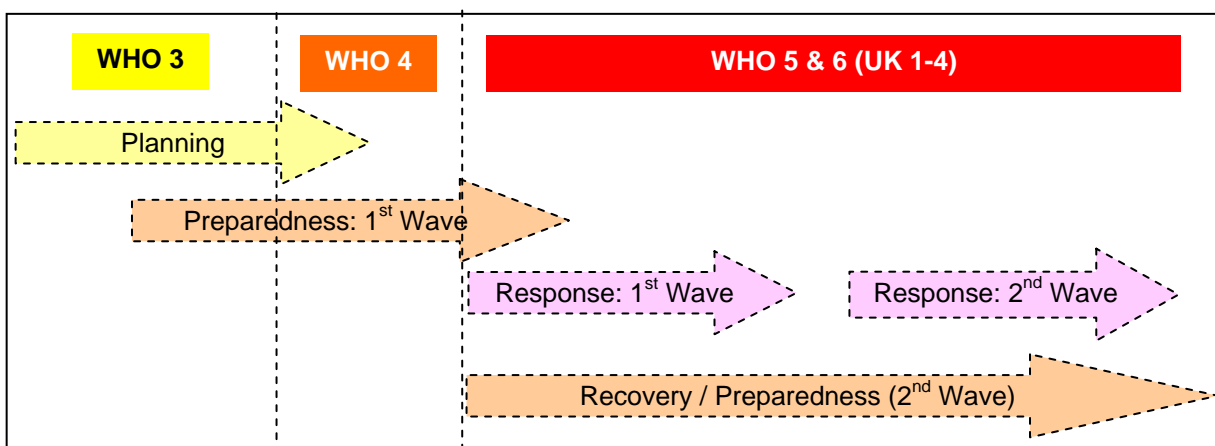 WHO 3
WHO 4
WHO 5 & 6 (UK 1-4)
Planning
Preparedness: 1st Wave
Response: 1st Wave
Response: 2nd Wave
Recovery / Preparedness (2nd Wave)